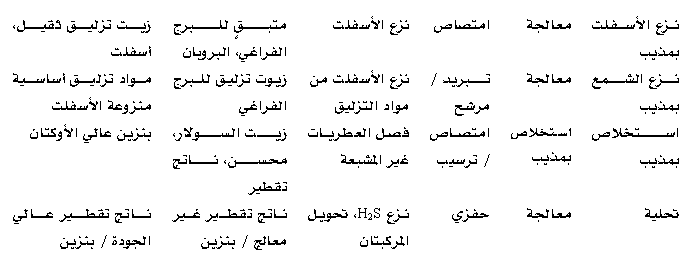 نزع الأسفلت معالجة امتصاص نزع الأسفلت متبقٍ للبرج زيت تزليق ثقيل،
بمذيب الفراغي، البروبان أسفلت
نزع الشمع معالجة تبريد / نزع الأسفلت من زيوت تزليق للبرج مواد تزليق أساسية
بمذيب مرشح مواد التزليق الفراغي منزوعة الأسفلت
استخلاص استخلاص امتصاص فصل العطريات زيت السولار، بنزين عالي الأوكتان
بمذيب بمذيب / ترسيب غير المشبعة محسن، ناتج
تقطير
تحلية معالجة حفزي نزع H₂S، تحويل ناتج تقطير غير ناتج تقطير عالي
المركبتان معالج / بنزين الجودة / بنزين